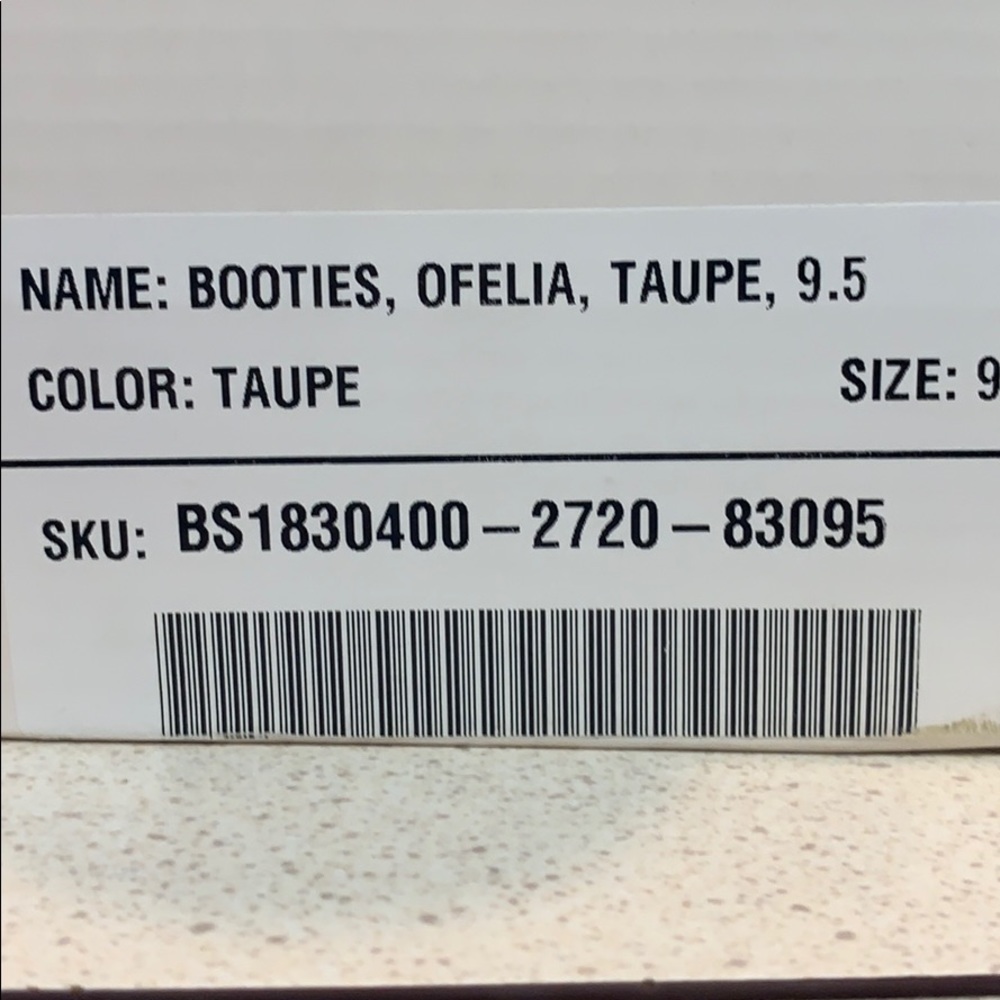 NAME: BOOTIES, OFELIA, TAUPE, 9.5
COLOR: TAUPE
SIZE: 9
SKU: BS1830400-2720-83095